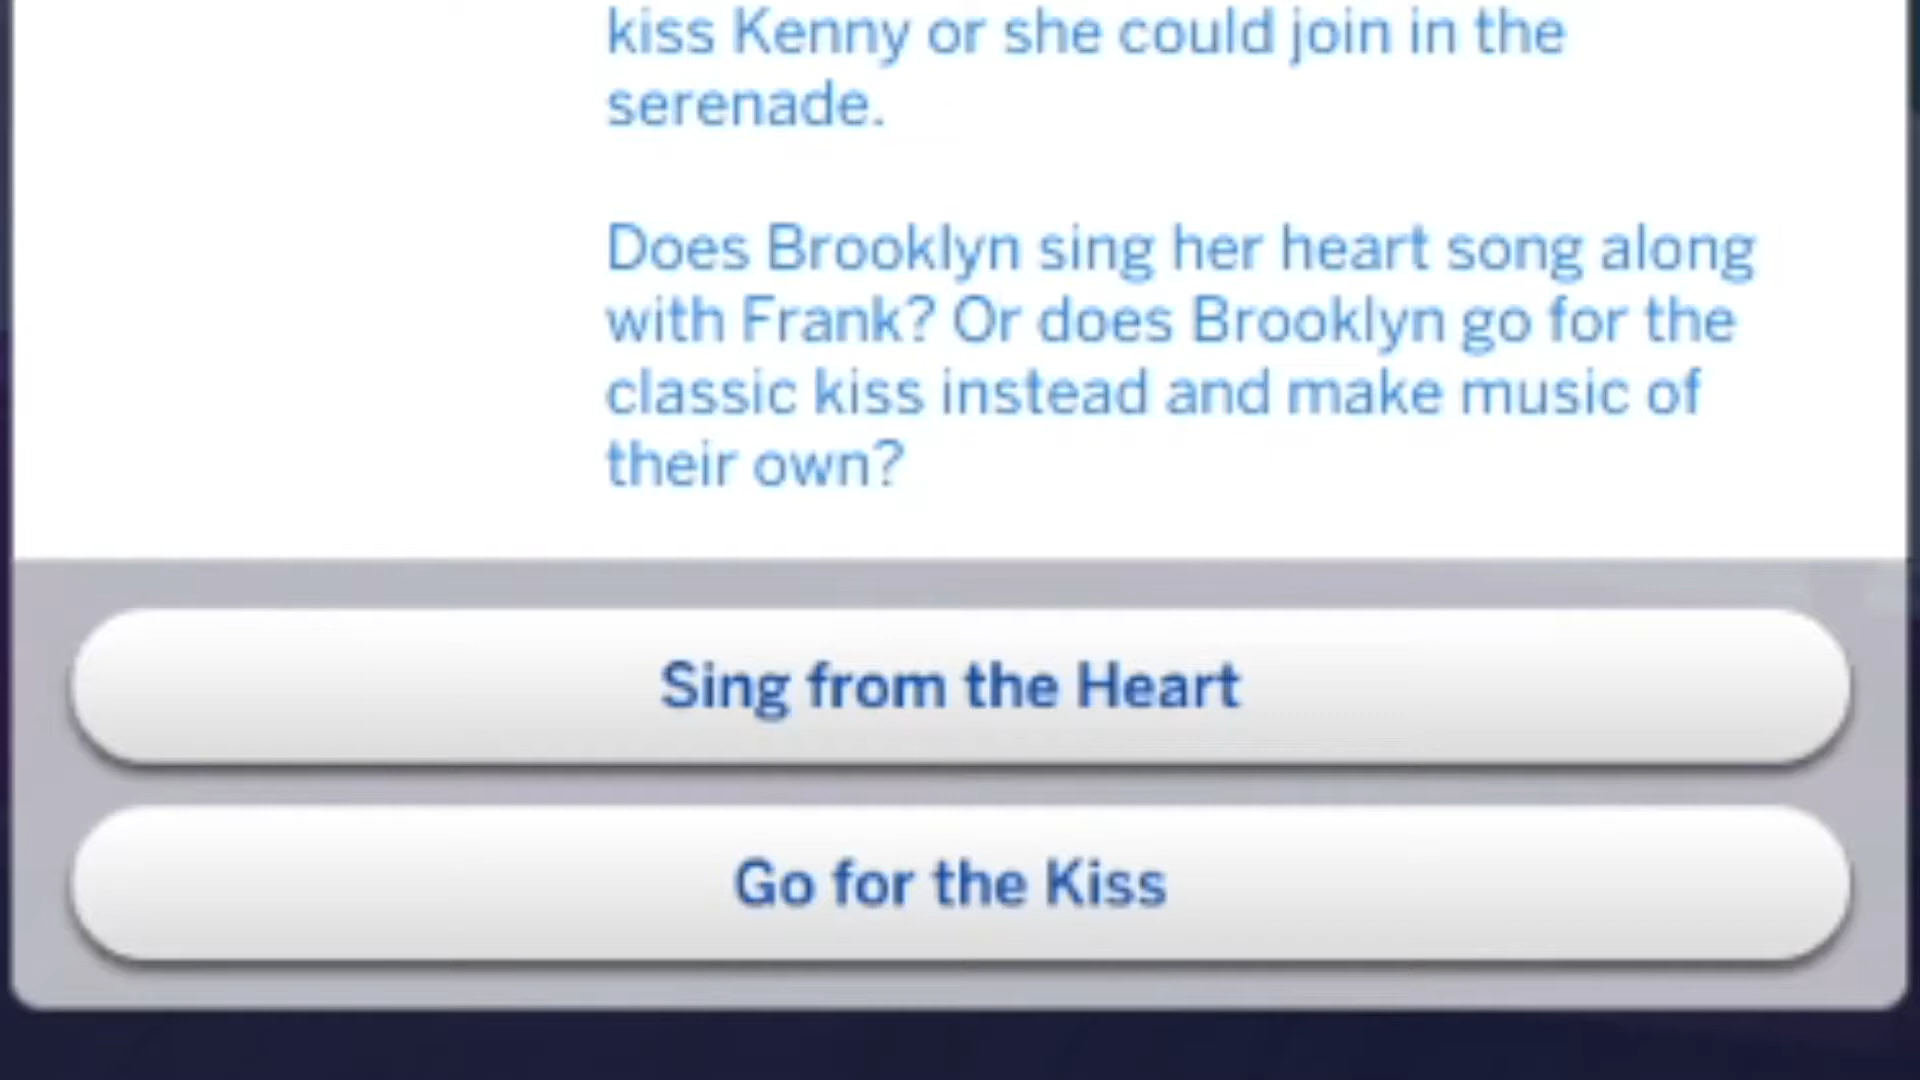 kiss Kenny or she could join in the
serenade.
Does Brooklyn sing her heart song along
with Frank? Or does Brooklyn go for the
classic kiss instead and make music of
their own?
Sing from the Heart
Go for the Kiss